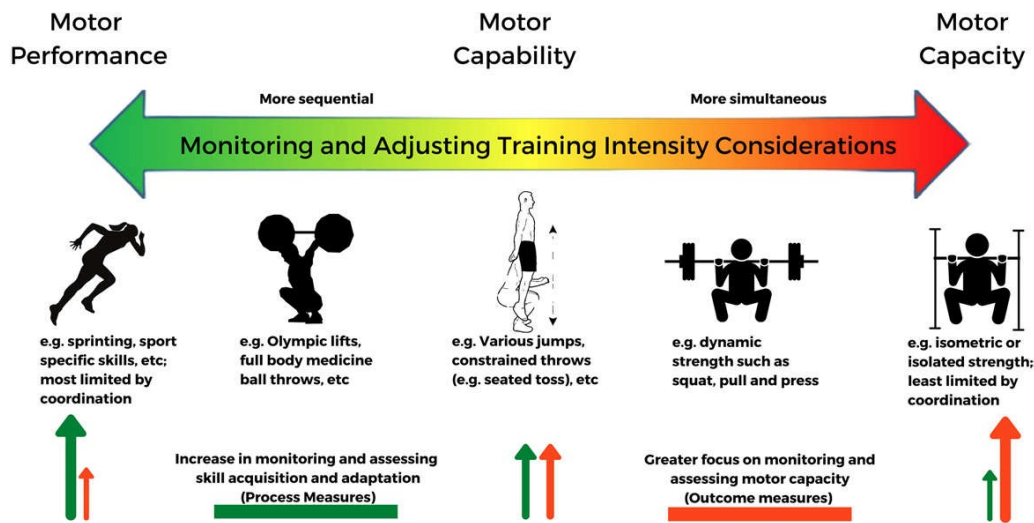 Motor
Performance
Motor
Capability
Motor
Capacity
More sequential
More simultaneous
Monitoring and Adjusting Training Intensity Considerations
e.g. sprinting, sport
specific skills, etc;
most limited by
coordination
e.g. Olympic lifts,
full body medicine
ball throws, etc
e.g. Various jumps,
constrained throws
(e.g. seated toss), etc
e.g. dynamic
strength such as
squat, pull and press
e.g. isometric or
isolated strength;
least limited by
coordination
Increase in monitoring and assessing
skill acquisition and adaptation
(Process Measures)
Greater focus on monitoring and
assessing motor capacity
(Outcome measures)